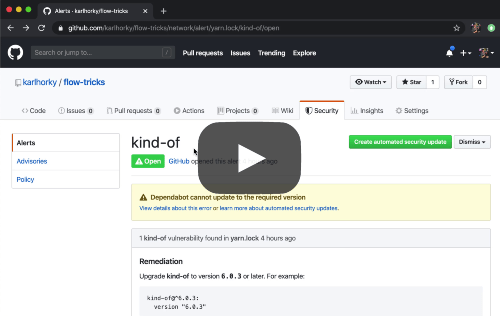 Alerts · karlhorky/flow-tricks
github.com/karlhorky/flow-tricks/network/alert/yarn.lock/kind-of/open
Search or jump to...
/
Pull requests Issues Trending Explore
karlhorky / flow-tricks
Watch
Star 1
Fork 0
Code
Issues 0
Pull requests 0
Actions
Projects 0
Wiki
Security
Insights
Settings
Alerts
Advisories
Policy
kind-of
Create automated security update
Dismiss
Open
GitHub opened this alert
ago
Dependabot cannot update to the required version
View details about this error or learn more about automated security updates.
1 kind-of vulnerability found in yarn.lock 4 hours ago
Remediation
Upgrade kind-of to version 6.0.3 or later. For example:
kind-of@^6.0.3:
version "6.0.3"